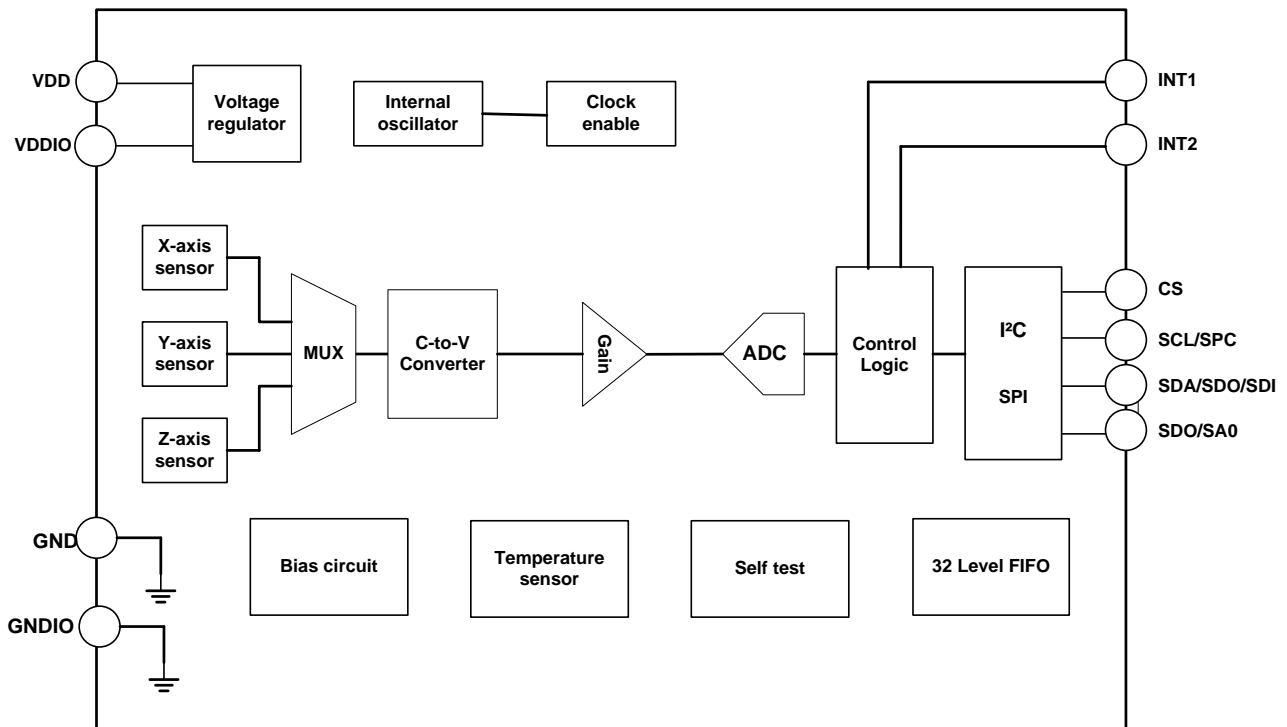 VDD
VDDIO
Voltage
regulator
Internal
oscillator
Clock
enable
INT1
INT2
X-axis
sensor
Y-axis
sensor
Z-axis
sensor
MUX
C-to-V
Converter
Gain
ADC
Control
Logic
I²C
SPI
CS
SCL/SPC
SDA/SDO/SDI
SDO/SA0
GND
GNDIO
Bias circuit
Temperature
sensor
Self test
32 Level FIFO